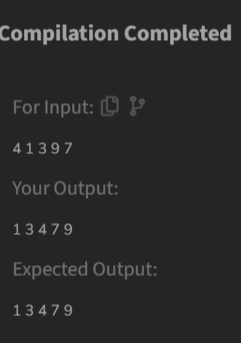 Compilation Completed
For Input:
4 1 3 9 7
Your Output:
1 3 4 7 9
Expected Output:
1 3 4 7 9